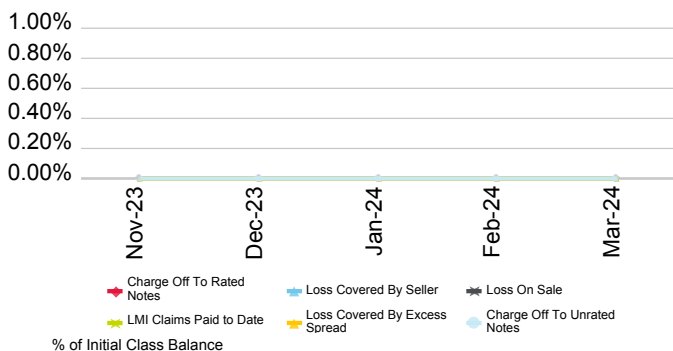 1.00%
0.80%
0.60%
0.40%
0.20%
0.00%
Nov-23
Dec-23
Jan-24
Feb-24
Mar-24
Charge Off To Rated
Notes
Loss Covered By Seller
Loss On Sale
LMI Claims Paid to Date
Loss Covered By Excess
Spread
Charge Off To Unrated
Notes
% of Initial Class Balance